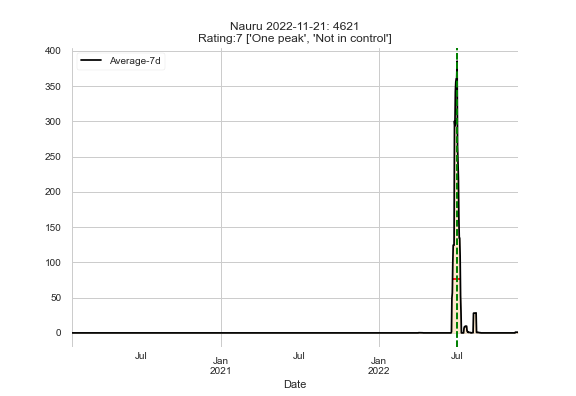 Nauru 2022-11-21: 4621
Rating:7 ['One peak', 'Not in control']
Average-7d
400
350
300
250
200
150
100
50
0
Jul
Jan
2021
Jul
Jan
2022
Jul
Date